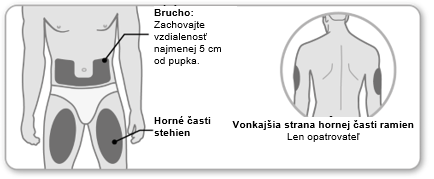 Brucho:
Zachovajte
vzdialenosť
najmenej 5 cm
od pupka.
Horné časti
stehien
Vonkajšia strana hornej časti ramien
Len opatrovateľ